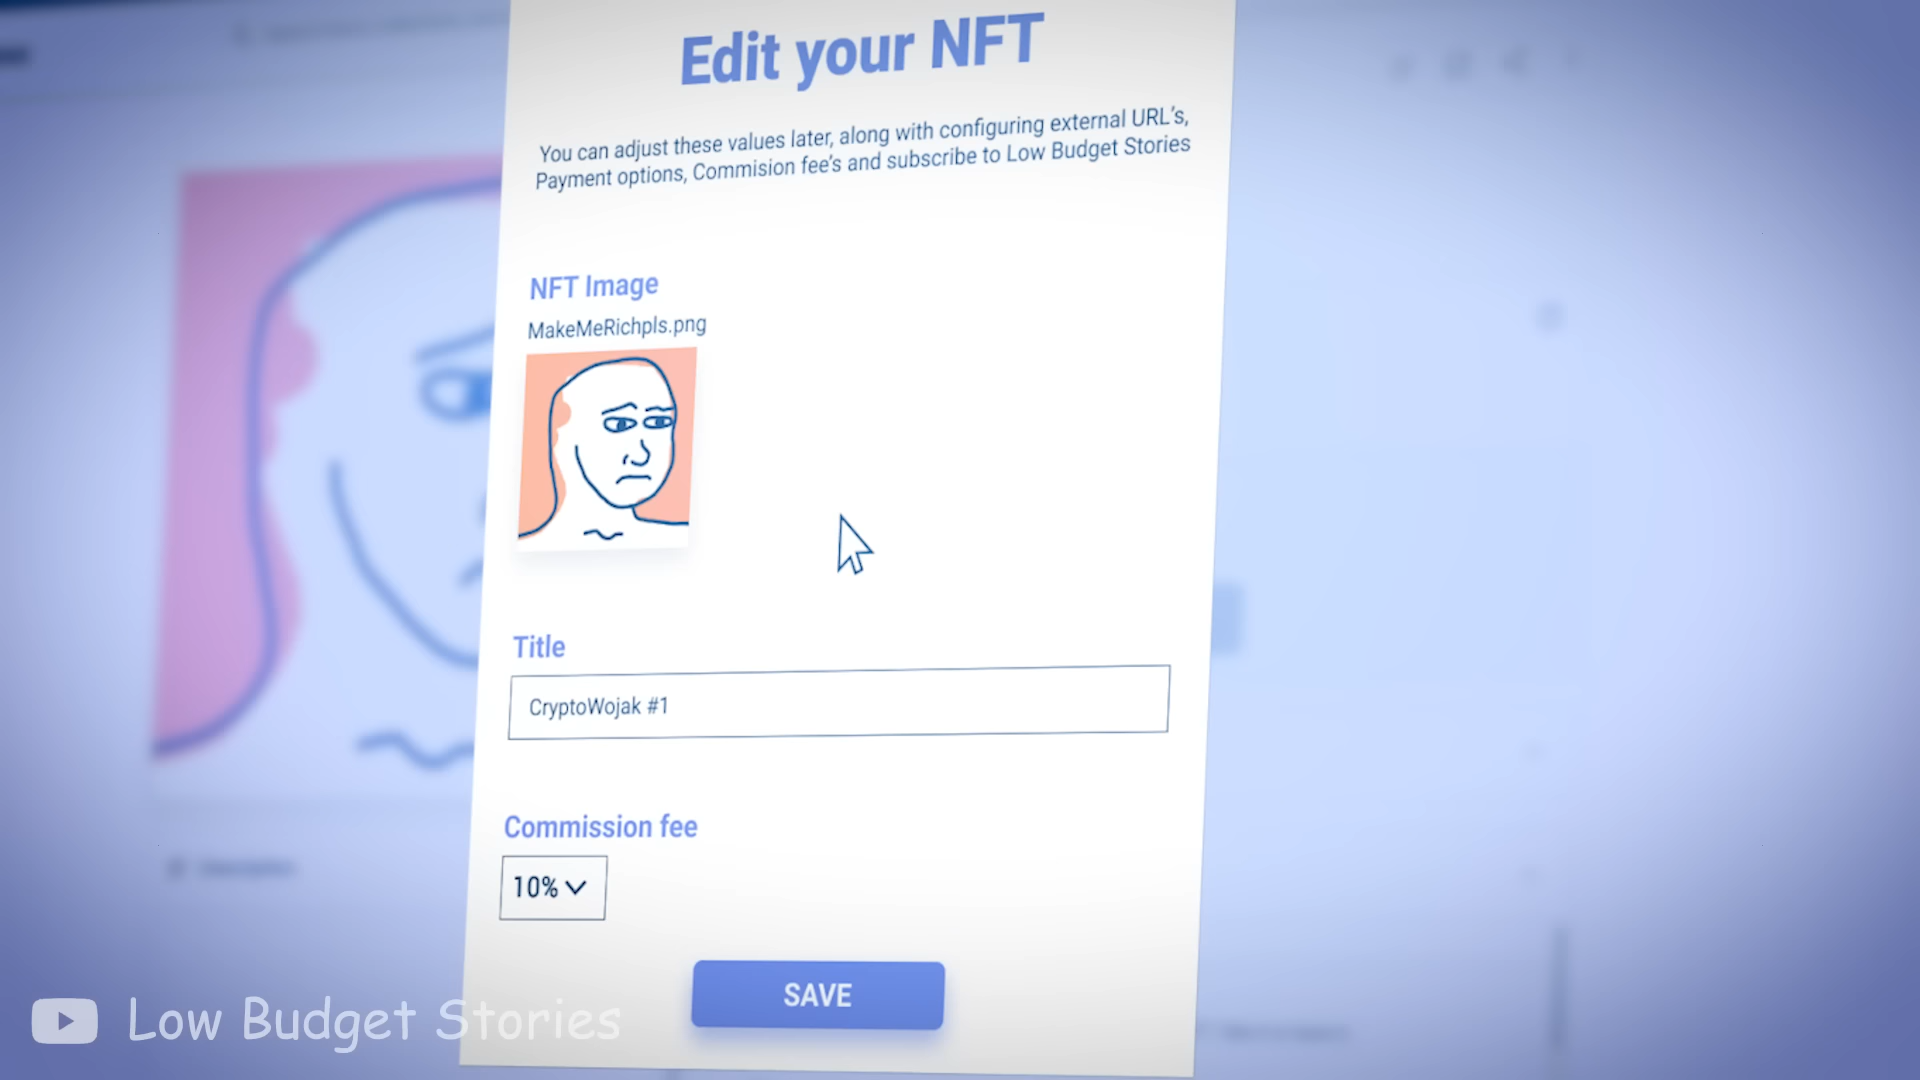 Edit your NFT
You can adjust these values later, along with configuring external URL's,
Payment options, Commision fee's and subscribe to Low Budget Stories
NFT Image
MakeMeRichpls.png
Title
CryptoWojak #1
Commission fee
10%
SAVE
Low Budget Stories